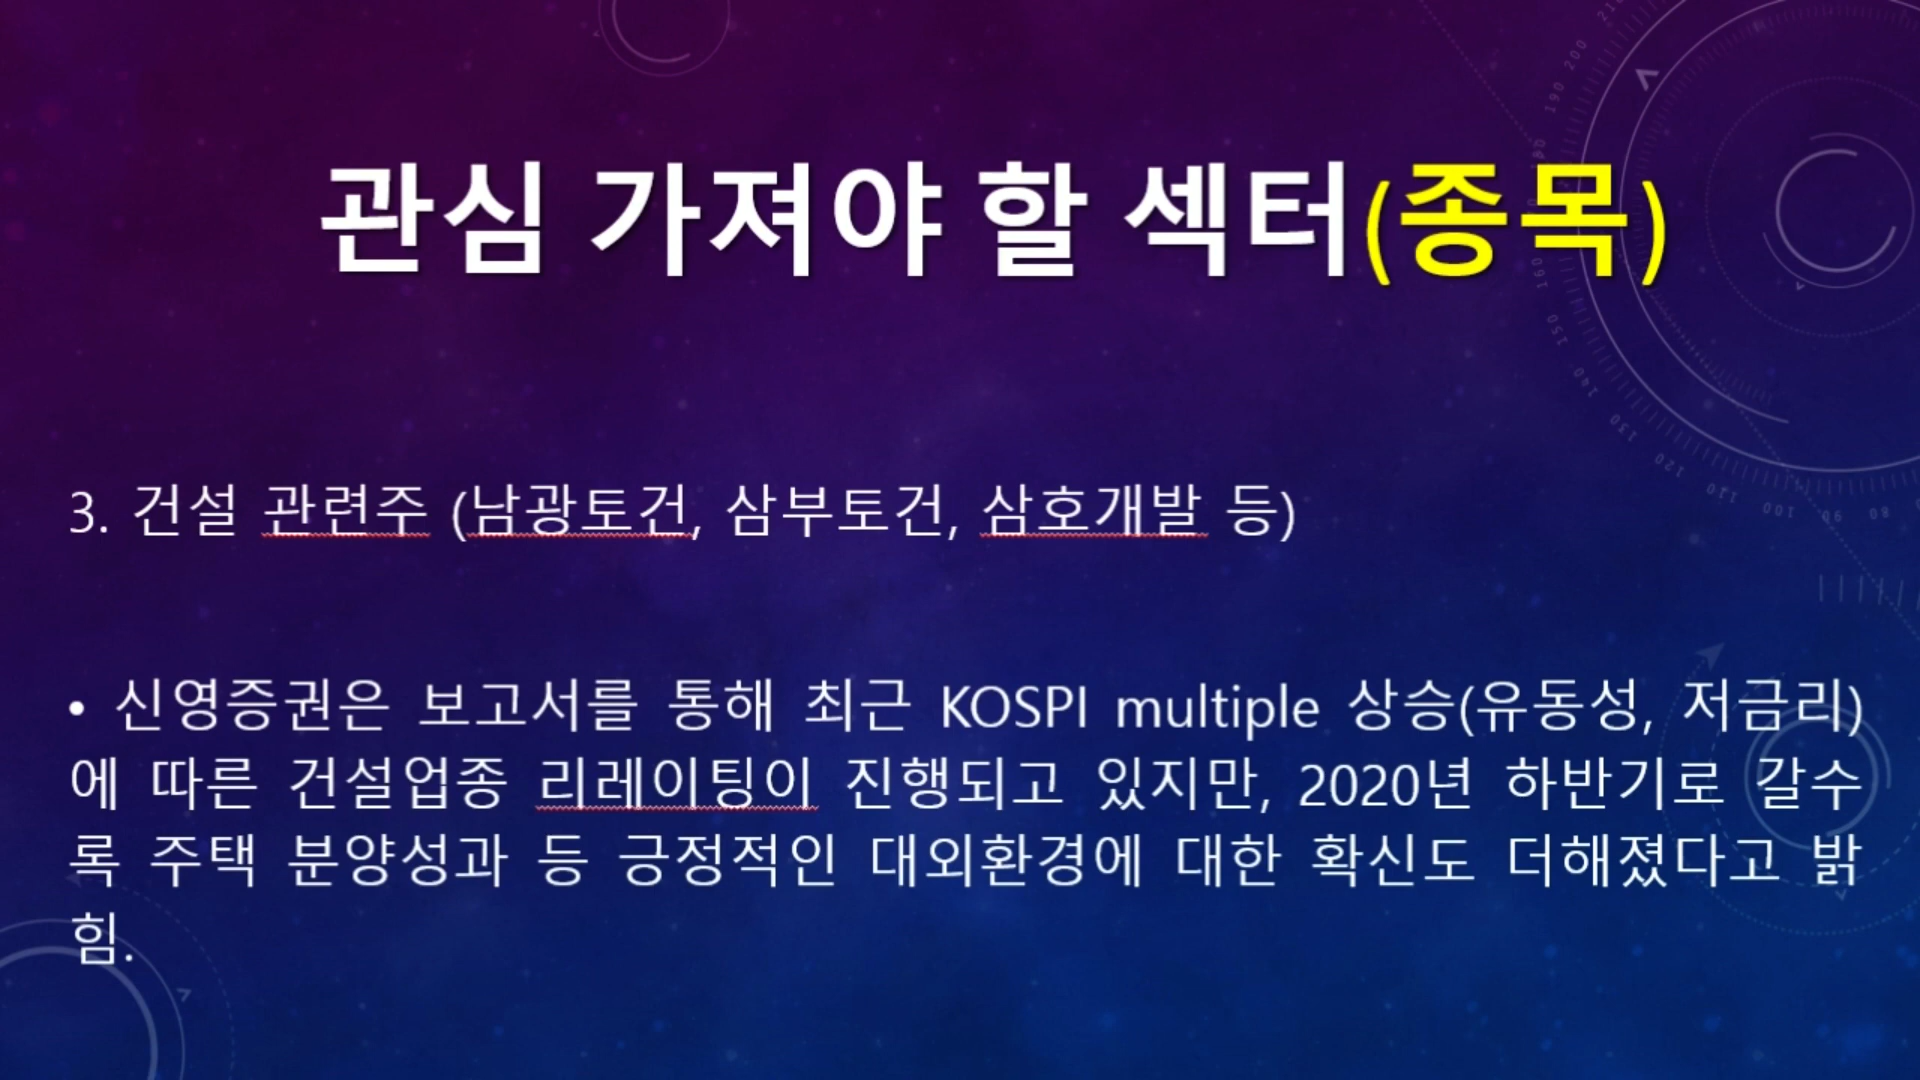 관심 가져야 할 섹터(종목)
3. 건설 관련주 (남광토건, 삼부토건, 삼호개발 등)
• 신영증권은 보고서를 통해 최근 KOSPI multiple 상승(유동성, 저금리)
에 따른 건설업종 리레이팅이 진행되고 있지만, 2020년 하반기로 갈수
록 주택 분양성과 등 긍정적인 대외환경에 대한 확신도 더해졌다고 밝
힘.